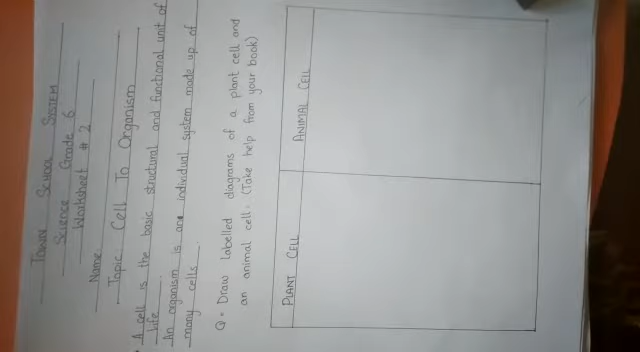 TOWN SCHOOL SYSTEM
Science Grade 6
Worksheet # 2
Name
Topic: Cell To Organism
• A cell is the basic structural and functional unit of
life.
An organism is an individual system made up of
many cells.
Q: Draw labelled diagrams of a plant cell and
an animal cell. (Take help from your book)
PLANT CELL ANIMAL CELL